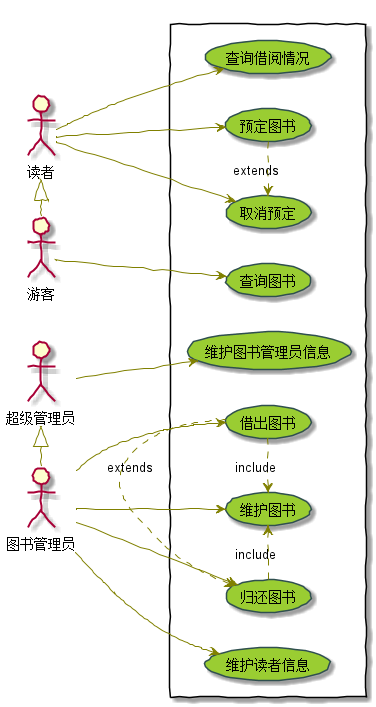 查询借阅情况
预定图书
读者
extends
取消预定
查询图书
游客
维护图书管理员信息
超级管理员
借出图书
extends
include
维护图书
图书管理员
include
归还图书
维护读者信息